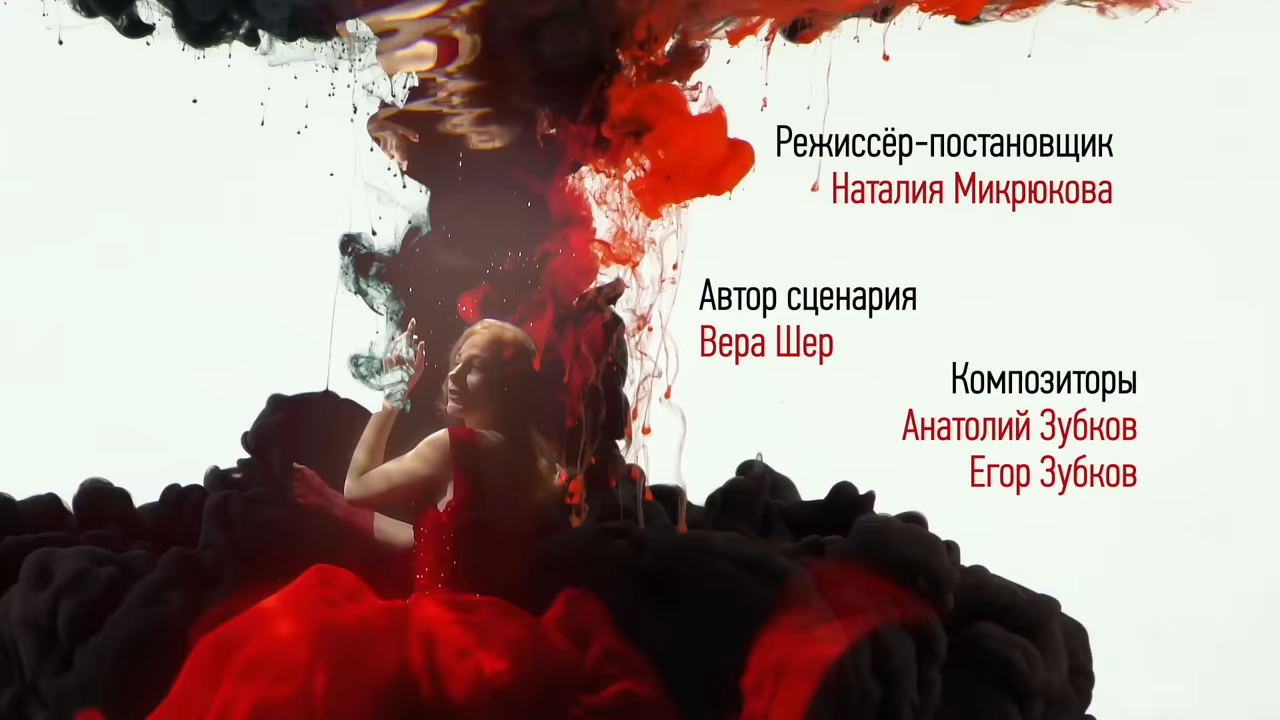 Режиссёр-постановщик
Наталия Микрюкова
Автор сценария
Вера Шер
Композиторы
Анатолий Зубков
Егор Зубков